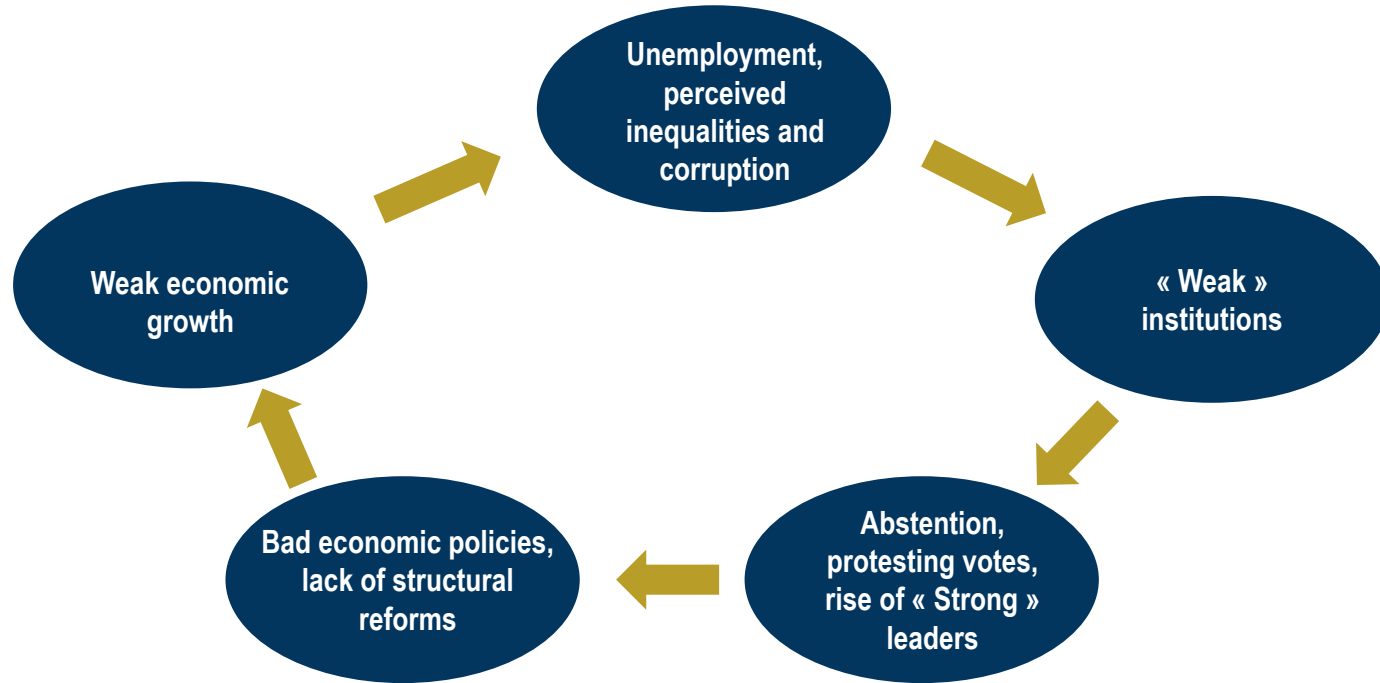 Unemployment,
perceived
inequalities and
corruption
« Weak »
institutions
Abstention,
protesting votes,
rise of « Strong »
leaders
Bad economic policies,
lack of structural
reforms
Weak economic
growth